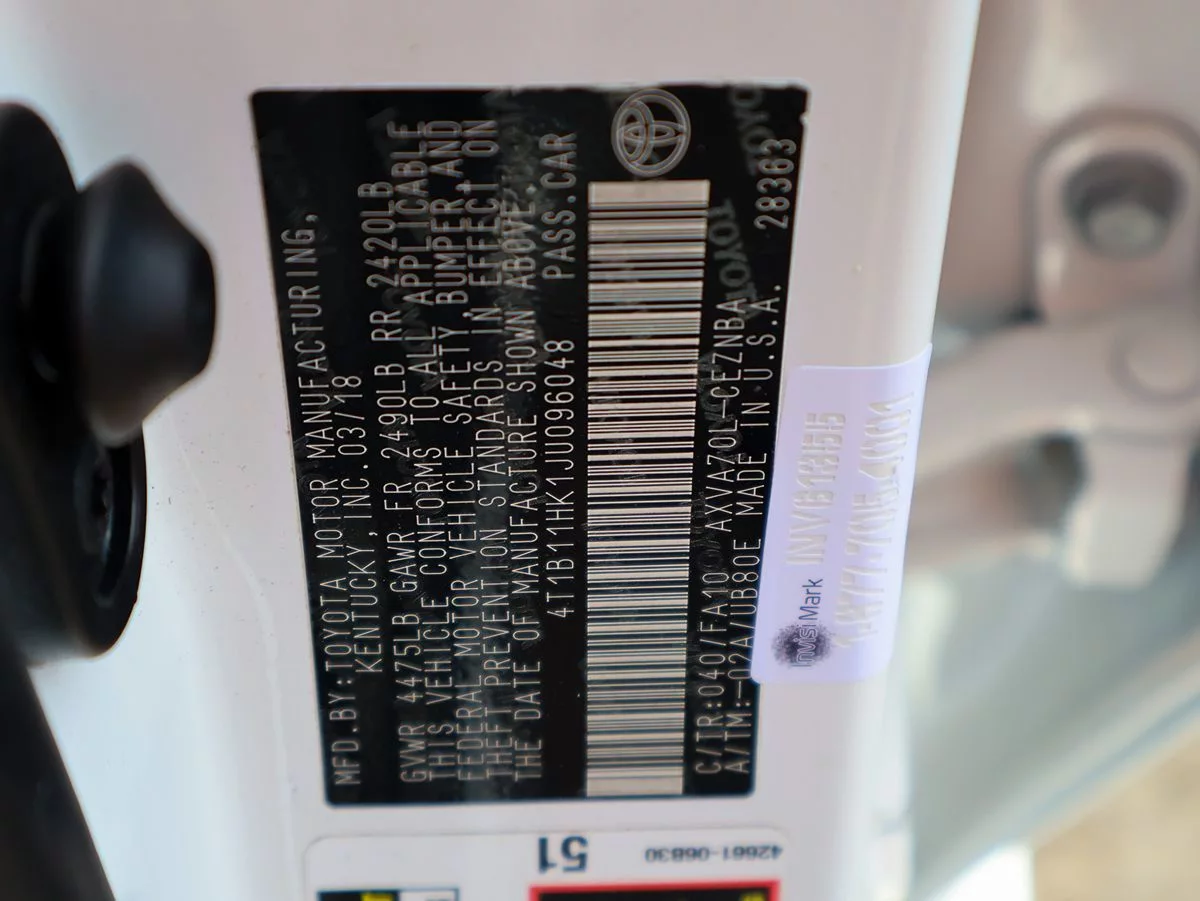 MFD.BY:TOYOTA MOTOR MANUFACTURING,
KENTUCKY,INC.03/18
GVWR 4475LB GAWR FR 2490LB RR 2420LB
THIS VEHICLE CONFORMS TO ALL APPLICABLE
FEDERAL MOTOR VEHICLE SAFETY,BUMPER,AND
THEFT PREVENTION STANDARDS IN EFFECT ON
THE DATE OF MANUFACTURE SHOWN ABOVE.
4T1B11HK1JU096048 PASS.CAR
C/TR:040/FA10 AXVA70L-CEZNBA
A/TM:-02A/UB80E MADE IN U.S.A. 28363
TOYOTA
TOYOTA
InvisiMark
51
42661-06B30